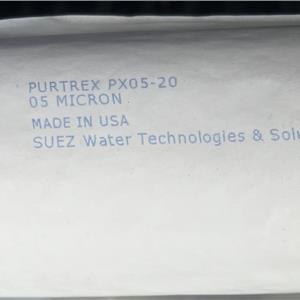 PURTREX PX05-20
05 MICRON
MADE IN USA
SUEZ Water Technologies & Solu